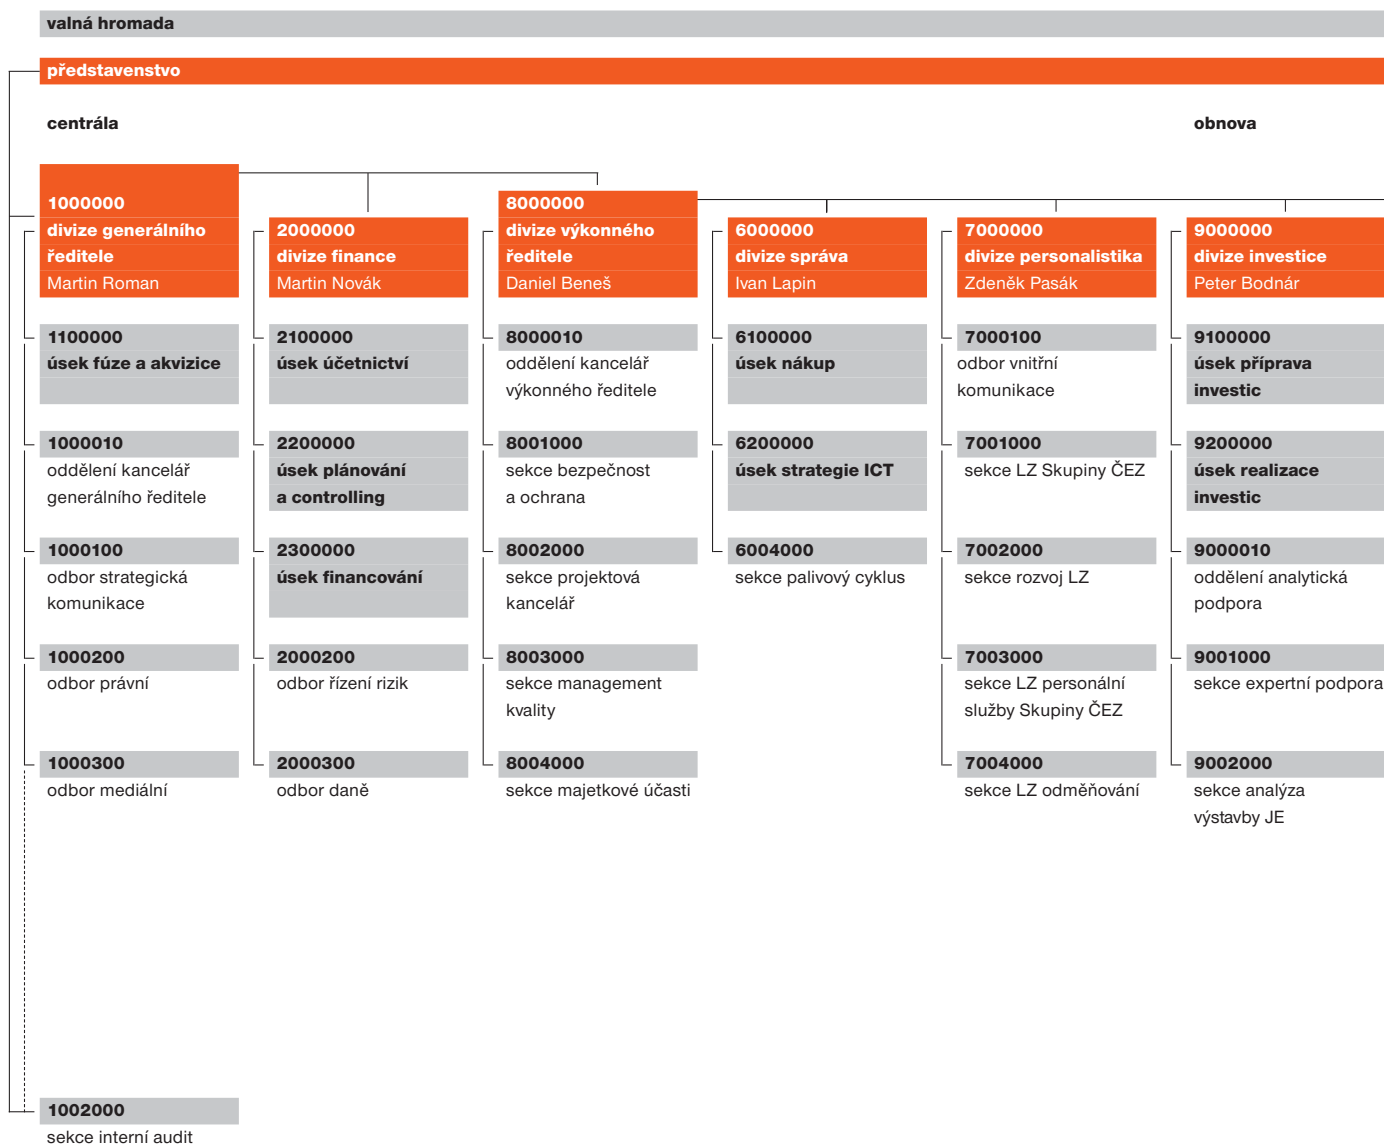 valná hromada
představenstvo
centrála
obnova
1000000
divize generálního
ředitele
Martin Roman
1100000
úsek fúze a akvizice
1000010
oddělení kancelář
generálního ředitele
1000100
odbor strategická
komunikace
1000200
odbor právní
1000300
odbor mediální
1002000
sekce interní audit
2000000
divize finance
Martin Novák
2100000
úsek účetnictví
2200000
úsek plánování
a controlling
2300000
úsek financování
2000200
odbor řízení rizik
2000300
odbor daně
8000000
divize výkonného
ředitele
Daniel Beneš
8000010
oddělení kancelář
výkonného ředitele
8001000
sekce bezpečnost
a ochrana
8002000
sekce projektová
kancelář
8003000
sekce management
kvality
8004000
sekce majetkové účasti
6000000
divize správa
Ivan Lapin
6100000
úsek nákup
6200000
úsek strategie ICT
6004000
sekce palivový cyklus
7000000
divize personalistika
Zdeněk Pasák
7000100
odbor vnitřní
komunikace
7001000
sekce LZ Skupiny ČEZ
7002000
sekce rozvoj LZ
7003000
sekce LZ personální
služby Skupiny ČEZ
7004000
sekce LZ odměňování
9000000
divize investice
Peter Bodnár
9100000
úsek příprava
investic
9200000
úsek realizace
investic
9000010
oddělení analytická
podpora
9001000
sekce expertní podpora
9002000
sekce analýza
výstavby JE